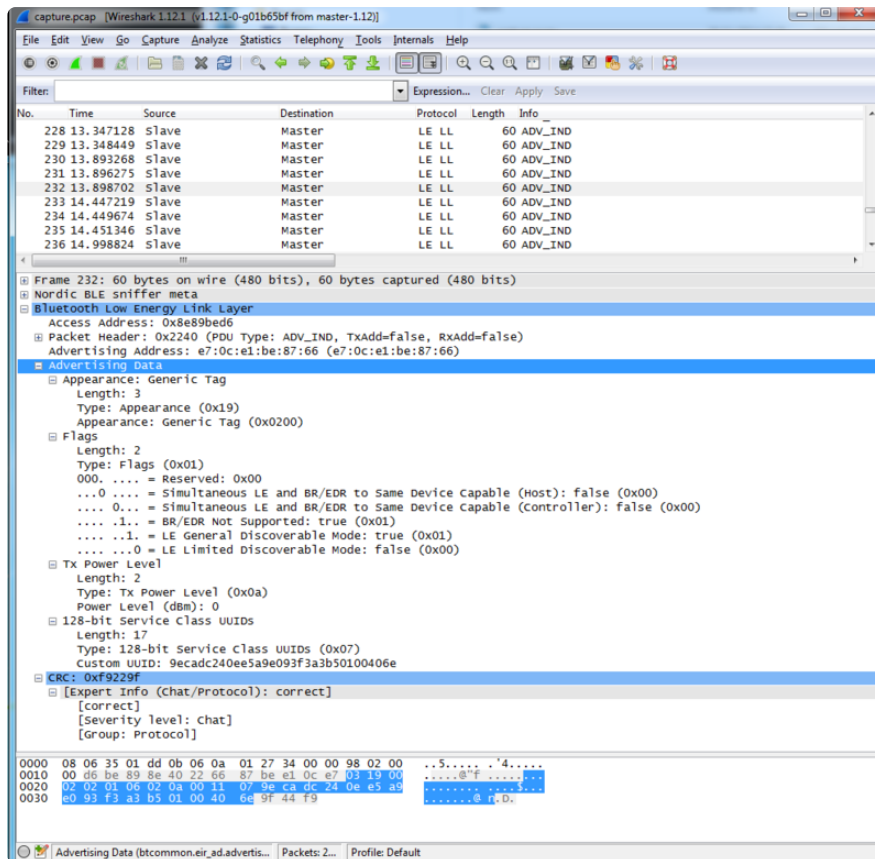 capture.pcap [Wireshark 1.12.1 (v1.12.1-0-g01b65bf from master-1.12)]
File Edit View Go Capture Analyze Statistics Telephony Tools Internals Help
Filter: Expression... Clear Apply Save
No. Time Source Destination Protocol Length Info
228 13.347128 Slave Master LE LL 60 ADV_IND
229 13.348449 Slave Master LE LL 60 ADV_IND
230 13.893268 Slave Master LE LL 60 ADV_IND
231 13.896275 Slave Master LE LL 60 ADV_IND
232 13.898702 Slave Master LE LL 60 ADV_IND
233 14.447219 Slave Master LE LL 60 ADV_IND
234 14.449674 Slave Master LE LL 60 ADV_IND
235 14.451346 Slave Master LE LL 60 ADV_IND
236 14.998824 Slave Master LE LL 60 ADV_IND
Frame 232: 60 bytes on wire (480 bits), 60 bytes captured (480 bits)
Nordic BLE sniffer meta
Bluetooth Low Energy Link Layer
Access Address: 0x8e89bed6
Packet Header: 0x2240 (PDU Type: ADV_IND, TxAdd=false, RxAdd=false)
Advertising Address: e7:0c:e1:be:87:66 (e7:0c:e1:be:87:66)
Advertising Data
Appearance: Generic Tag
Length: 3
Type: Appearance (0x19)
Appearance: Generic Tag (0x0200)
Flags
Length: 2
Type: Flags (0x01)
000. .... = Reserved: 0x00
...0 .... = Simultaneous LE and BR/EDR to Same Device Capable (Host): false (0x00)
.... 0... = Simultaneous LE and BR/EDR to Same Device Capable (Controller): false (0x00)
.... .1.. = BR/EDR Not Supported: true (0x01)
.... ..1. = LE General Discoverable Mode: true (0x01)
.... ...0 = LE Limited Discoverable Mode: false (0x00)
Tx Power Level
Length: 2
Type: Tx Power Level (0x0a)
Power Level (dBm): 0
128-bit Service Class UUIDs
Length: 17
Type: 128-bit Service Class UUIDs (0x07)
Custom UUID: 9ecadc240ee5a9e093f3a3b50100406e
CRC: 0xf9229f
[Expert Info (Chat/Protocol): correct]
[correct]
[Severity level: Chat]
[Group: Protocol]
0000 08 06 35 01 dd 0b 06 0a 01 27 34 00 00 98 02 00 ..5..... .'4.....
0010 00 d6 be 89 8e 40 22 66 87 be e1 0c e7 03 19 00 .....@"f ........
0020 02 02 01 06 02 0a 00 11 07 9e ca dc 24 0e e5 a9 ........ ....$...
0030 e0 93 f3 a3 b5 01 00 40 6e 9f 44 f9 .......@ n.D.
Advertising Data (btcommon.eir_ad.advertis... Packets: 2... Profile: Default